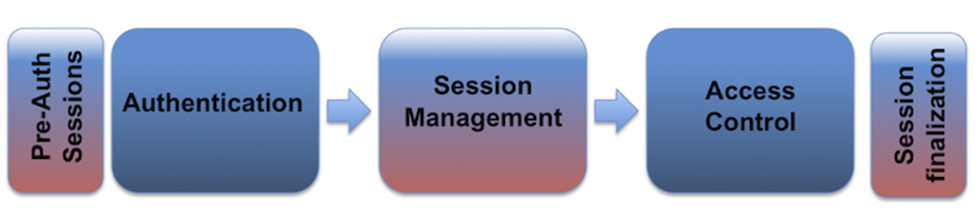 Pre-Auth
Sessions
Authentication
Session
Management
Access
Control
Session
finalization